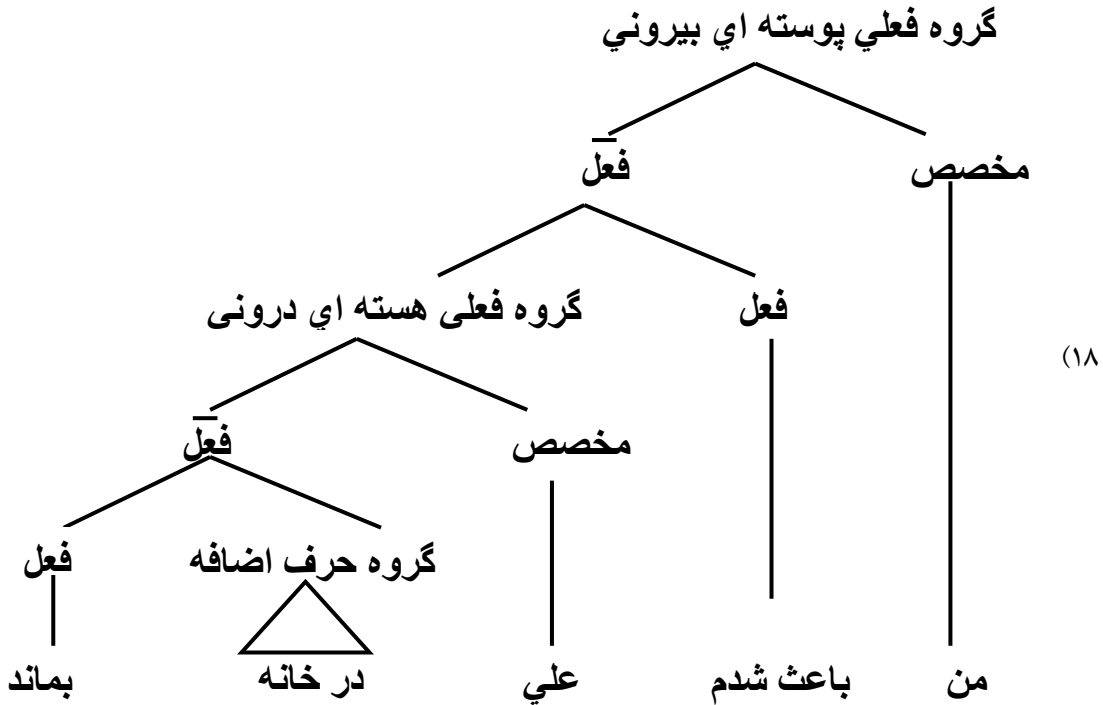 گروه فعلي پوسته اي بيروني
مخصص
فعل
فعل
گروه فعلی هسته اي درونی
(۱۸
مخصص
فعل
گروه حرف اضافه
فعل
من باعث شدم علي در خانه بماند